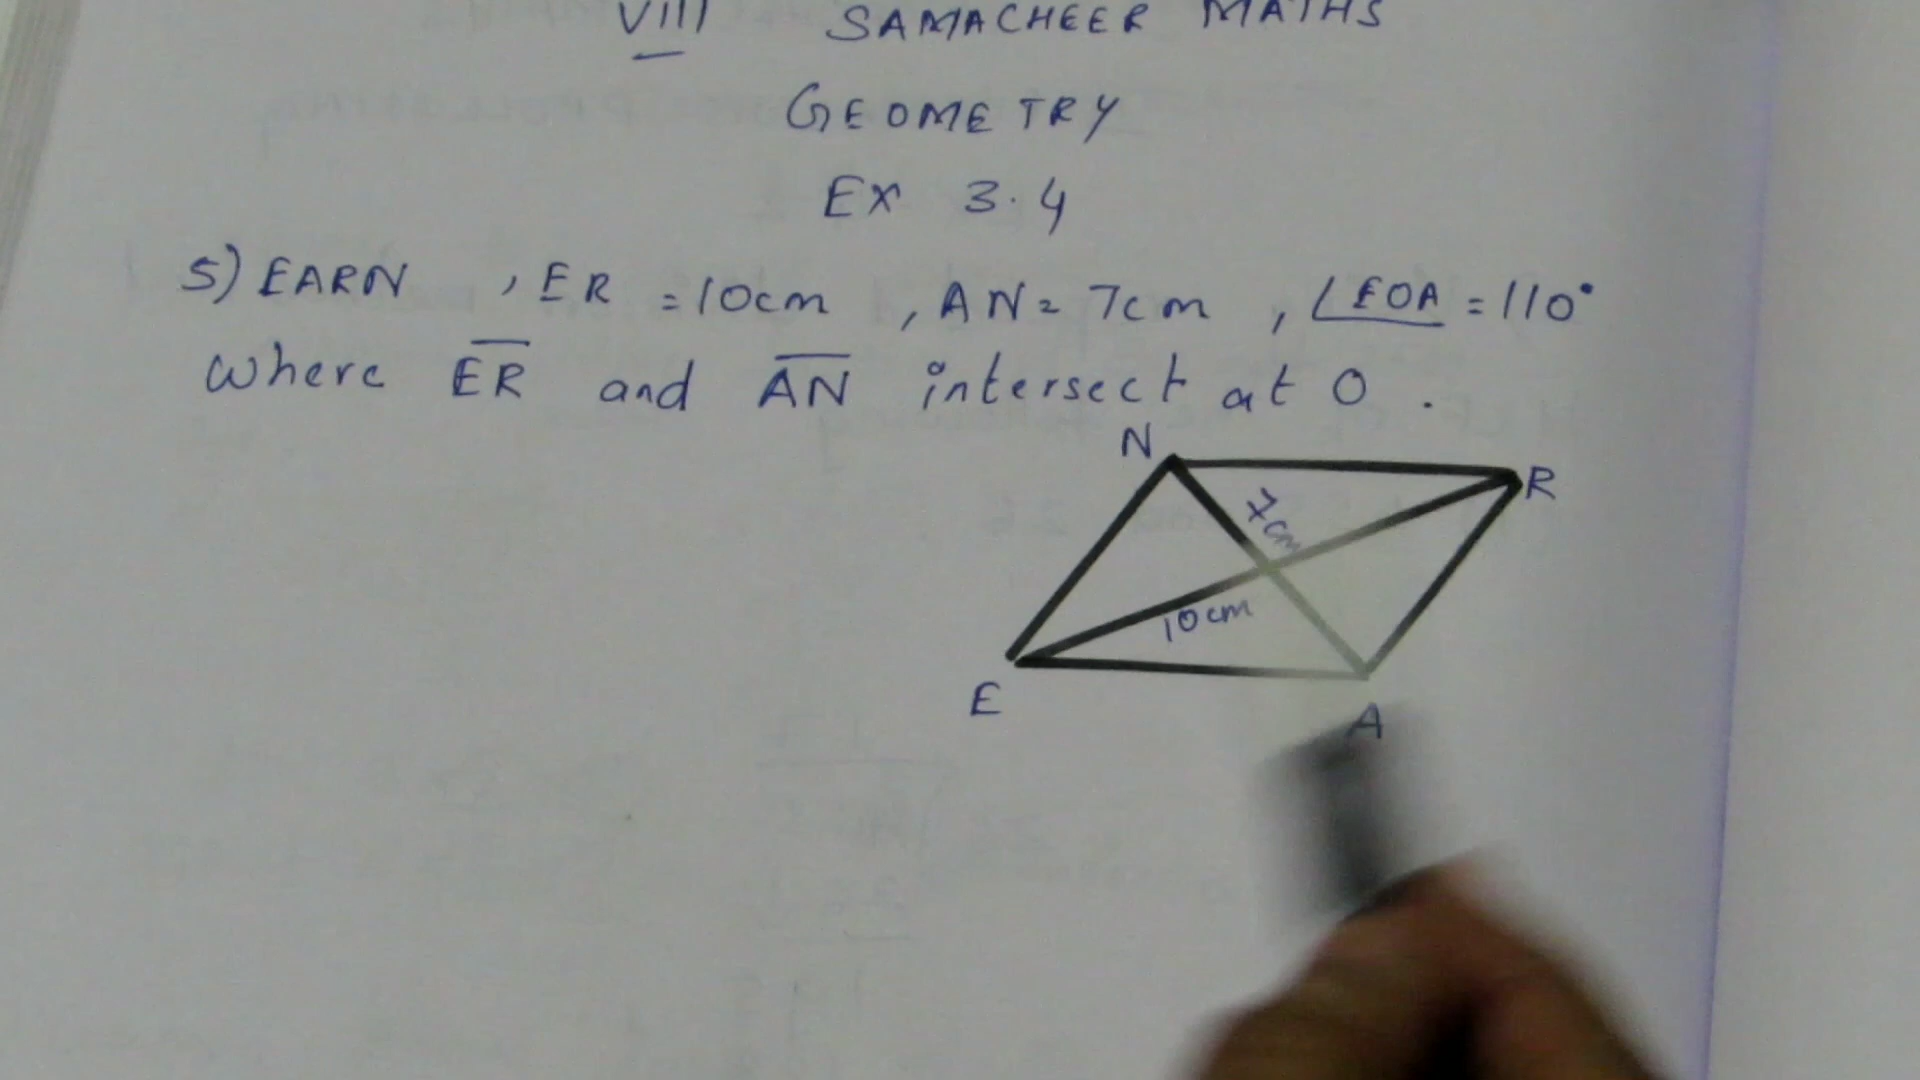 VIII SAMACHEER MATHS
GEOMETRY
Ex 3.4
5) EARN , ER = 10cm , AN = 7cm , ∠EOA = 110°
where ER and AN intersect at O .
N
R
7cm
10cm
E
A